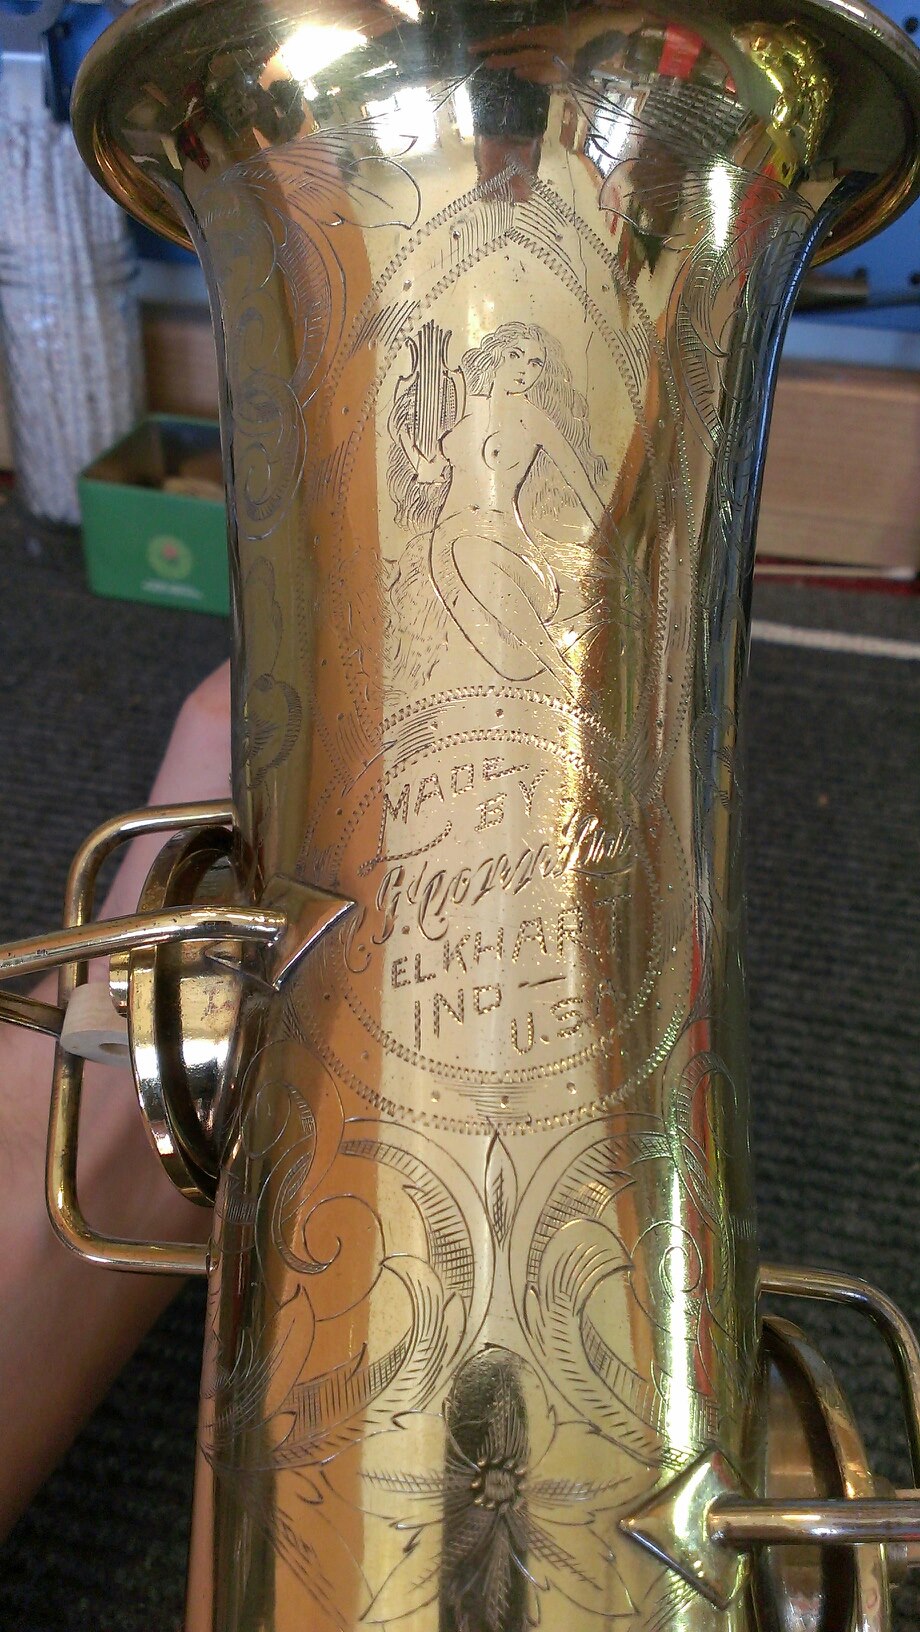 MADE
BY
C.G. Conn Ltd
ELKHART
IND — U.S.A